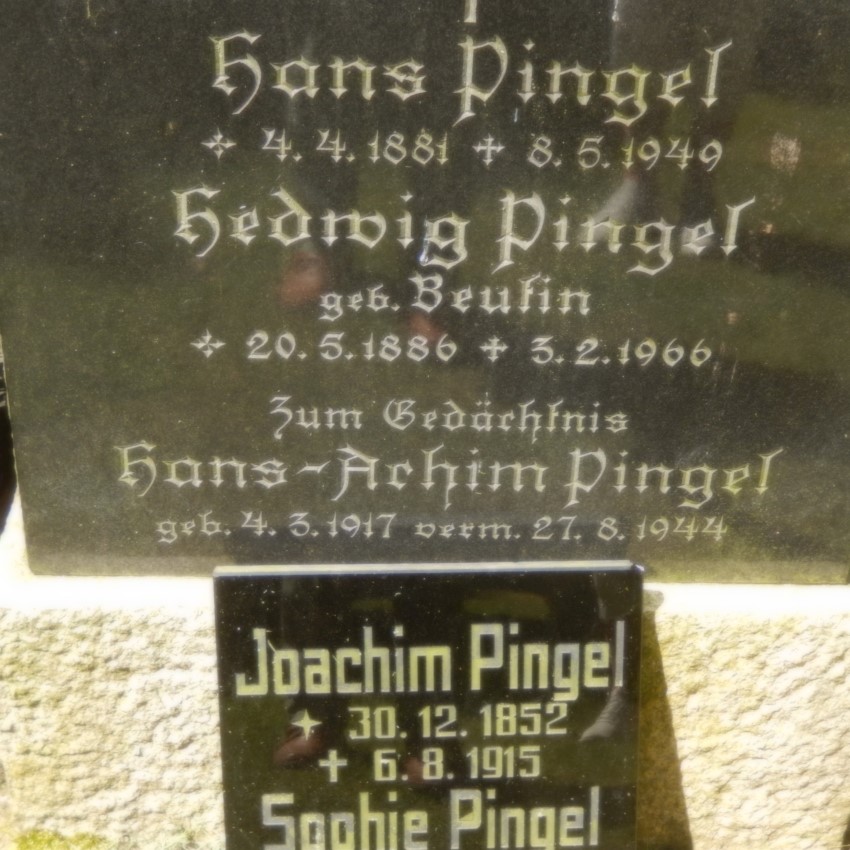 Hans Pingel
4. 4. 1881 ✝ 8. 5. 1949
Hedwig Pingel
geb. Beutin
20. 5. 1886 ✝ 3. 2. 1966
Zum Gedächtnis
Hans-Achim Pingel
geb. 4. 3. 1917 verm. 27. 8. 1944
Joachim Pingel
30. 12. 1852
✝ 6. 8. 1915
Sophie Pingel